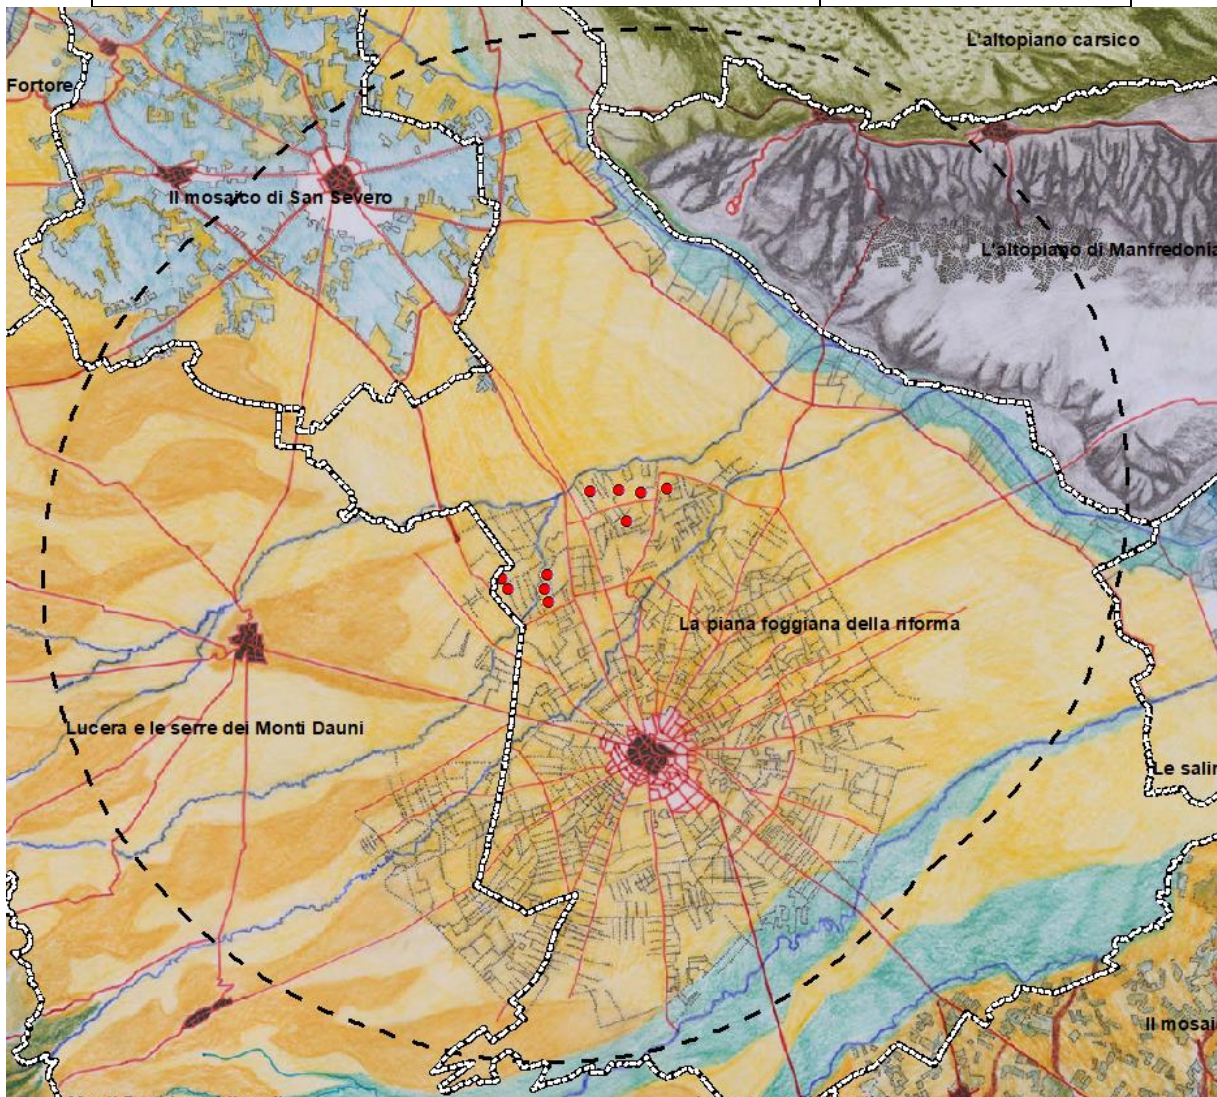 L'altopiano carsico
Fortore
Il mosaico di San Severo
L'altopiano di Manfredonia
La piana foggiana della riforma
Lucera e le serre dei Monti Dauni
Le salin
Il mosai